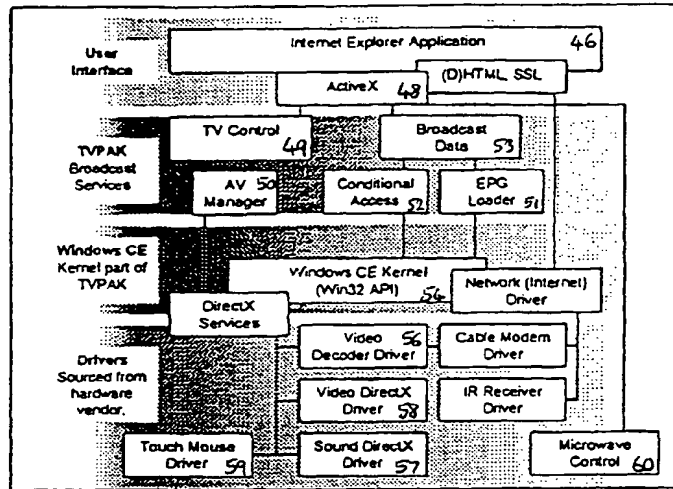 Internet Explorer Application 46
User
Interface
(D)HTML, SSL
ActiveX 48
TV Control
49
Broadcast
Data 53
TVPAK
Broadcast
Services
AV 50
Manager
Conditional
Access 52
EPG
Loader 51
Windows CE
Kernel part of
TVPAK
Windows CE Kernel
(Win32 API) 54
Network (Internet)
Driver
DirectX
Services
Drivers
Sourced from
hardware
vendor.
Video 56
Decoder Driver
Cable Modem
Driver
Video DirectX
Driver 58
IR Receiver
Driver
Touch Mouse
Driver 59
Sound DirectX
Driver 57
Microwave
Control 60